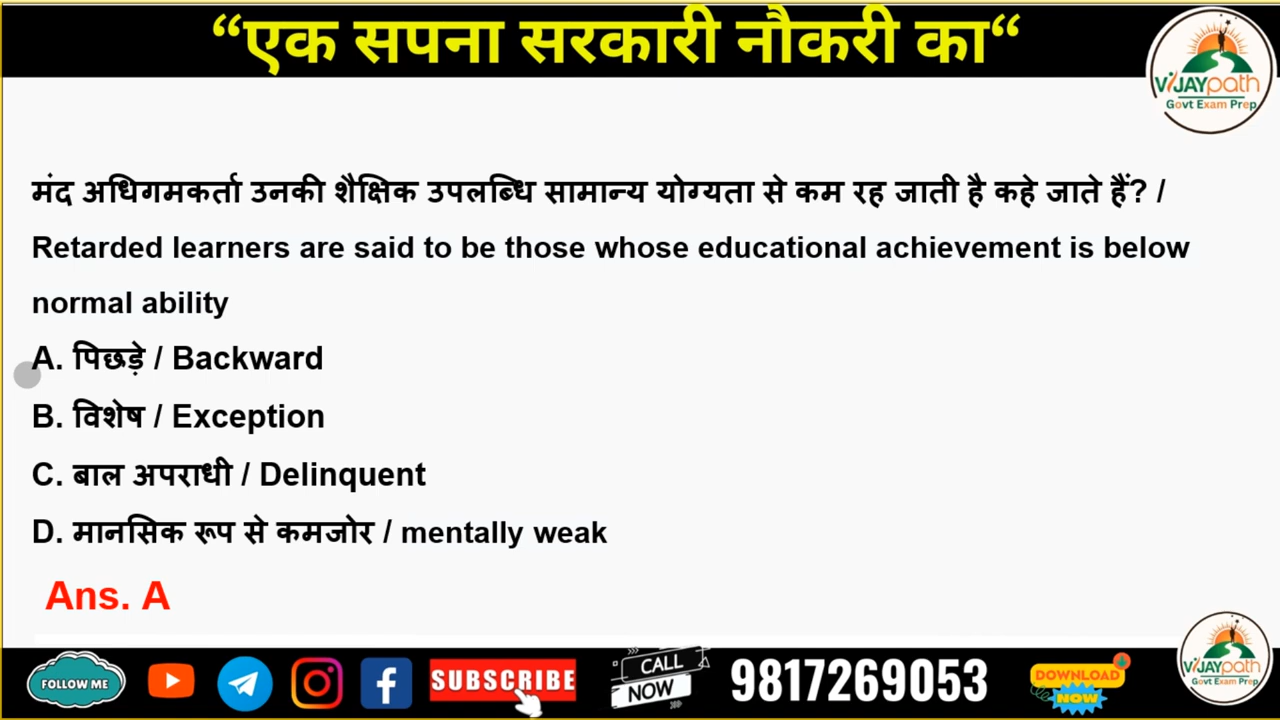 “एक सपना सरकारी नौकरी का“
VIJAYpath
Govt Exam Prep
मंद अधिगमकर्ता उनकी शैक्षिक उपलब्धि सामान्य योग्यता से कम रह जाती है कहे जाते हैं? /
Retarded learners are said to be those whose educational achievement is below
normal ability
A. पिछड़े / Backward
B. विशेष / Exception
C. बाल अपराधी / Delinquent
D. मानसिक रूप से कमजोर / mentally weak
Ans. A
FOLLOW ME
SUBSCRIBE
CALL
NOW
9817269053
DOWNLOAD
NOW
VIJAYpath
Govt Exam Prep